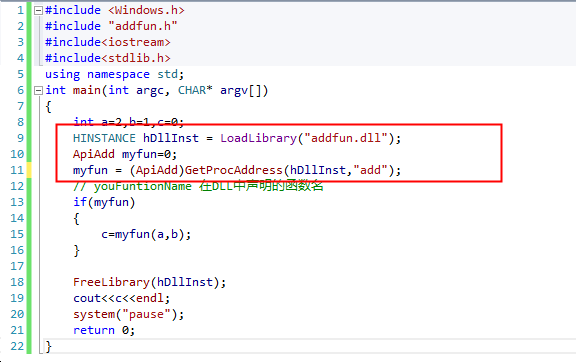 1 #include <Windows.h>
2 #include "addfun.h"
3 #include<iostream>
4 #include<stdlib.h>
5 using namespace std;
6 int main(int argc, CHAR* argv[])
7 {
8 int a=2,b=1,c=0;
9 HINSTANCE hDllInst = LoadLibrary("addfun.dll");
10 ApiAdd myfun=0;
11 myfun = (ApiAdd)GetProcAddress(hDllInst,"add");
12 // youFuntionName 在DLL中声明的函数名
13 if(myfun)
14 {
15 c=myfun(a,b);
16 }
17
18 FreeLibrary(hDllInst);
19 cout<<c<<endl;
20 system("pause");
21 return 0;
22 }